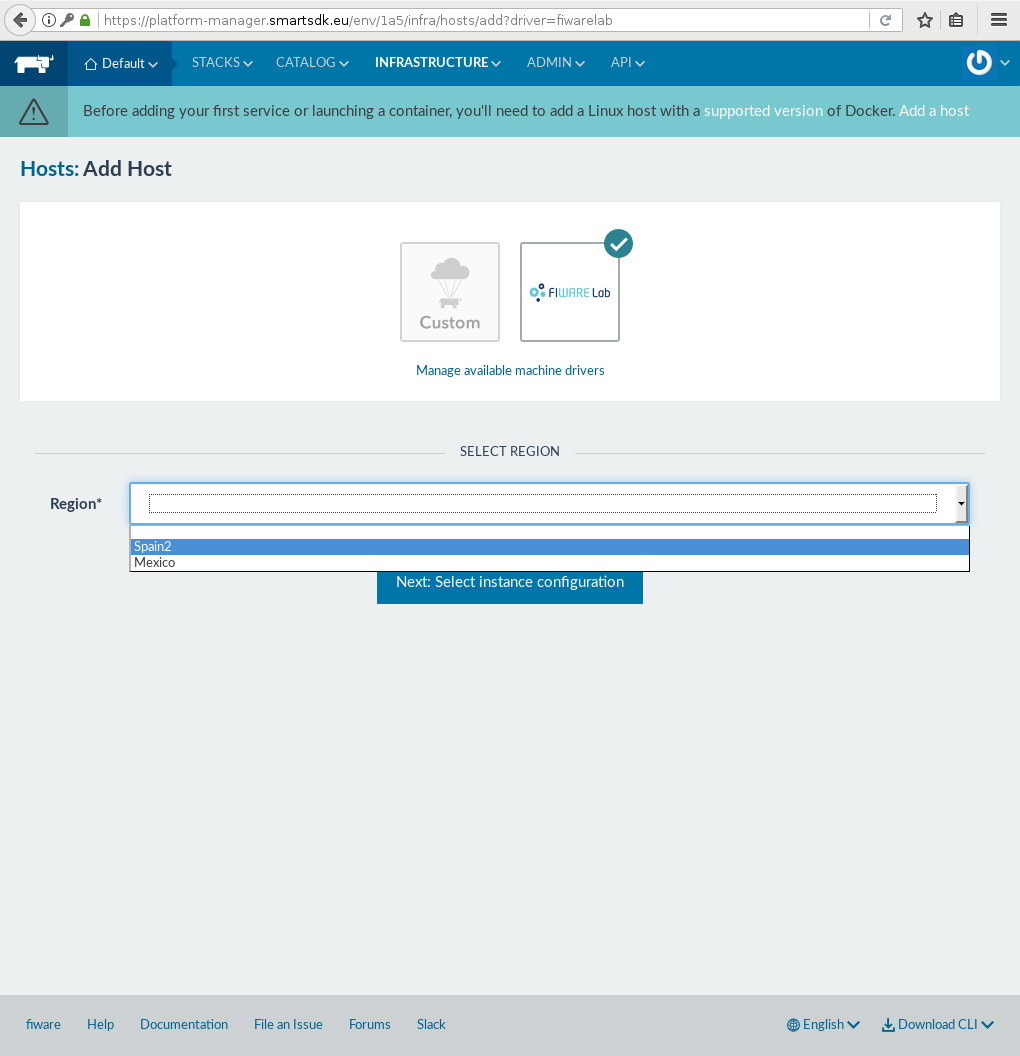 https://platform-manager.smartsdk.eu/env/1a5/infra/hosts/add?driver=fiwarelab
Default STACKS CATALOG INFRASTRUCTURE ADMIN API
Before adding your first service or launching a container, you'll need to add a Linux host with a supported version of Docker. Add a host
Hosts: Add Host
Custom
FIWARE Lab
Manage available machine drivers
SELECT REGION
Region*
Spain2
Mexico
Next: Select instance configuration
fiware Help Documentation File an Issue Forums Slack English Download CLI